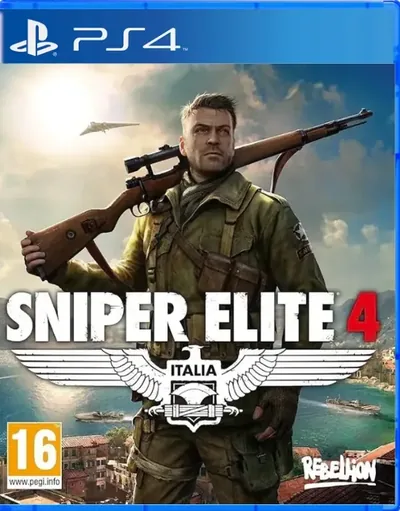 PS4
SNIPER ELITE 4
ITALIA
16
www.pegi.info
REBELLION